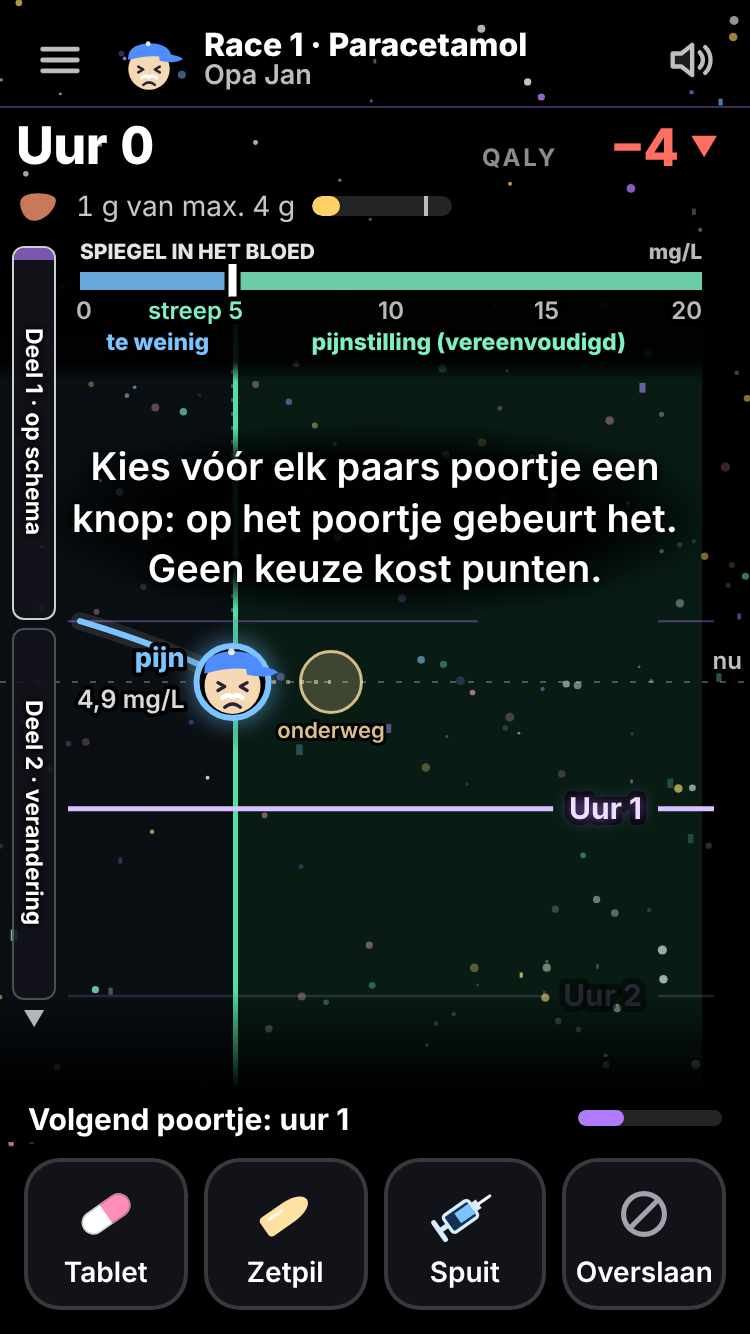 Race 1 · Paracetamol
Opa Jan
Uur 0
QALY
−4
1 g van max. 4 g
SPIEGEL IN HET BLOED
mg/L
0
streep 5
10
15
20
te weinig
pijnstilling (vereenvoudigd)
Deel 1 · op schema
Kies vóór elk paars poortje een
knop: op het poortje gebeurt het.
Geen keuze kost punten.
pijn
nu
4,9 mg/L
onderweg
Deel 2 · verandering
Uur 1
Uur 2
Volgend poortje: uur 1
Tablet
Zetpil
Spuit
Overslaan